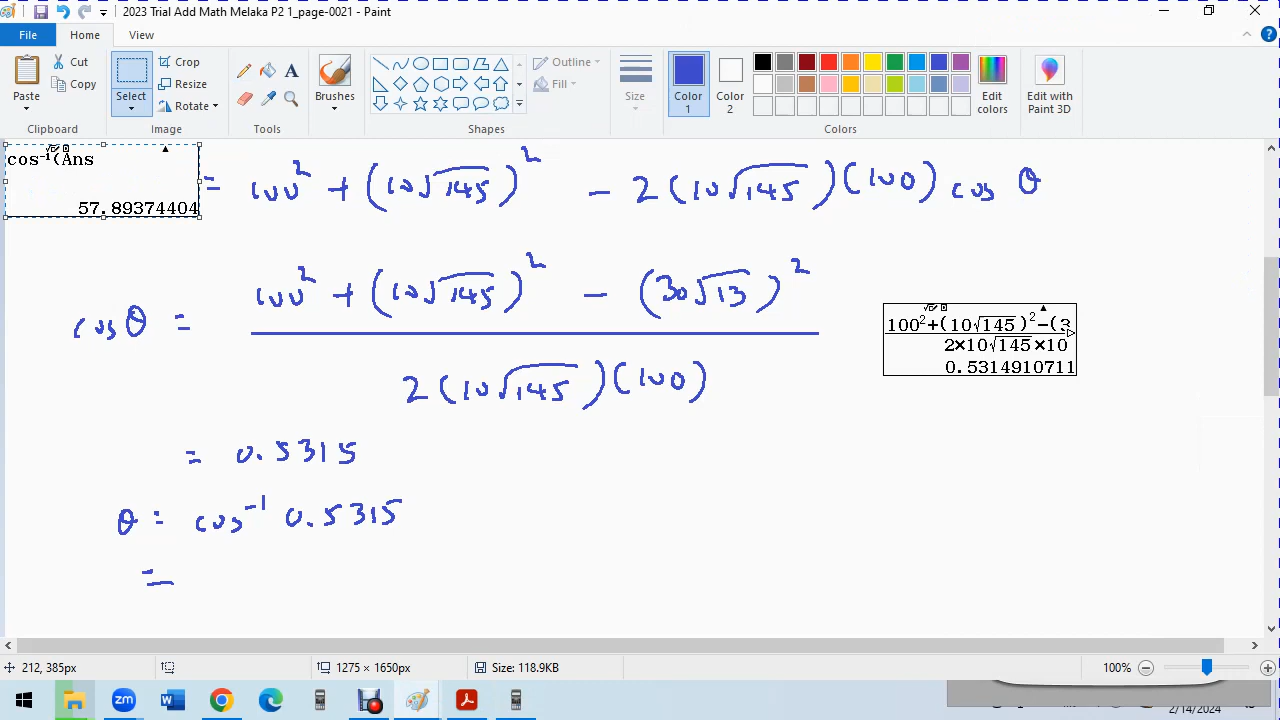 2023 Trial Add Math Melaka P2 1_page-0021 - Paint
File Home View
Paste Cut Copy Select Crop Resize Rotate Brushes Outline Fill Size Color 1 Color 2 Edit colors Edit with Paint 3D
Clipboard Image Tools Shapes Colors
cos⁻¹(Ans
57.89374404
= 100² + (10√145)² - 2(10√145)(100) cos θ
cos θ = (100² + (10√145)² - (30√13)²) / (2(10√145)(100))
100²+(10√145)²-(3
2×10√145×10
0.5314910711
= 0.5315
θ = cos⁻¹ 0.5315
=
212, 385px 1275 × 1650px Size: 118.9KB 100%
2/14/2024